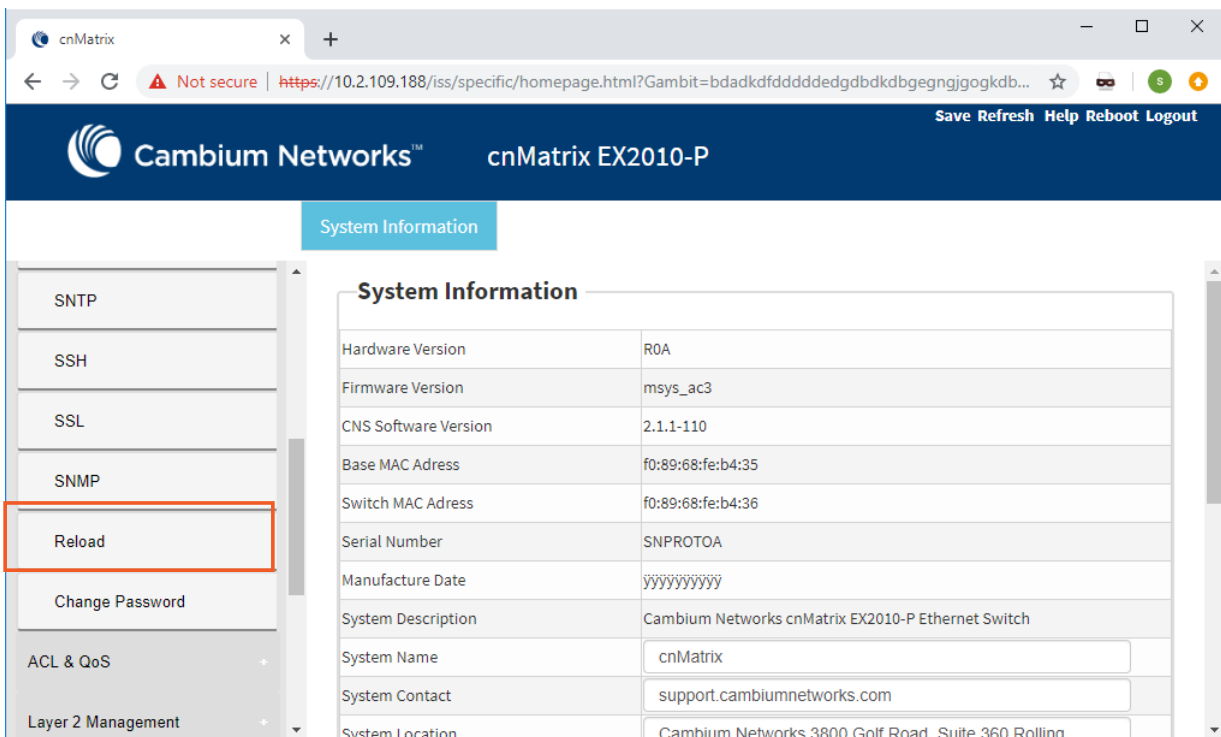 cnMatrix
Not secure | https://10.2.109.188/iss/specific/homepage.html?Gambit=bdadkdfdddddedgdbdkdbgegngjgogkdb...
S
Save Refresh Help Reboot Logout
Cambium Networks™ cnMatrix EX2010-P
System Information
SNTP
SSH
SSL
SNMP
Reload
Change Password
ACL & QoS +
Layer 2 Management +
System Information
Hardware Version R0A
Firmware Version msys_ac3
CNS Software Version 2.1.1-110
Base MAC Adress f0:89:68:fe:b4:35
Switch MAC Adress f0:89:68:fe:b4:36
Serial Number SNPROTOA
Manufacture Date ÿÿÿÿÿÿÿÿÿÿ
System Description Cambium Networks cnMatrix EX2010-P Ethernet Switch
System Name cnMatrix
System Contact support.cambiumnetworks.com
System Location Cambium Networks 3800 Golf Road, Suite 360 Rolling